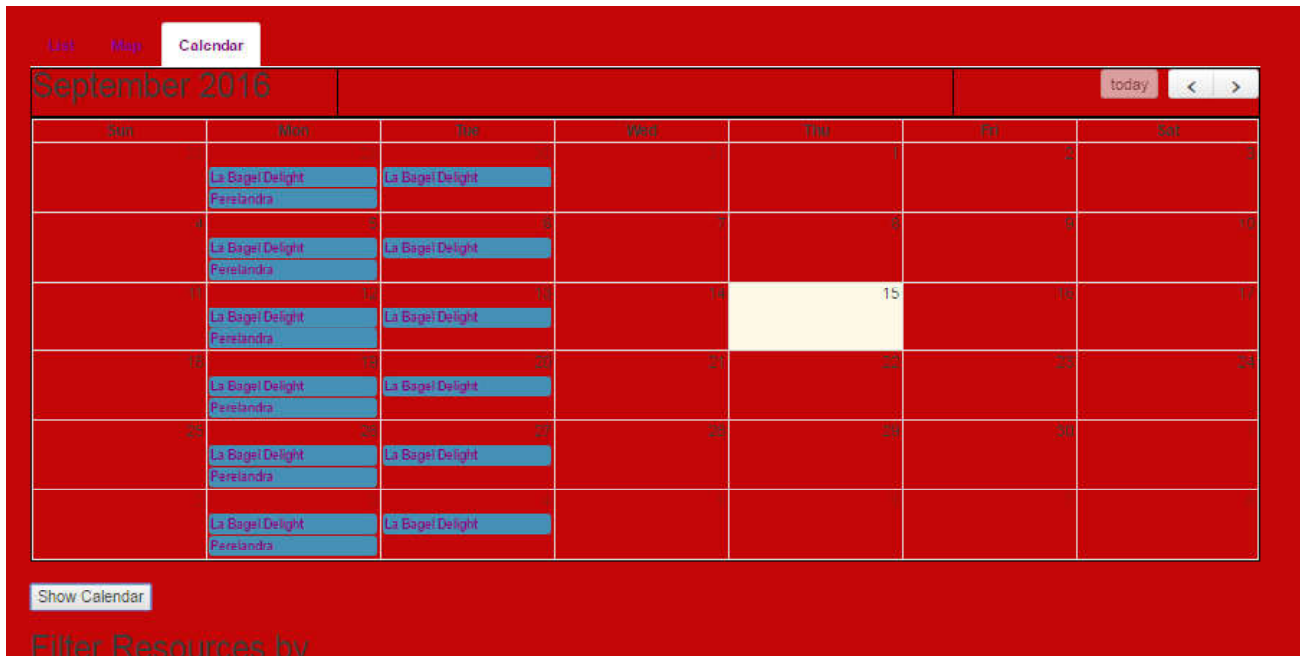 List Map Calendar
September 2016 today
Sun Mon Tue Wed Thu Fri Sat
1 2 3
La Bagel Delight La Bagel Delight
Perelandra
4 5 6 7 8 9 10
La Bagel Delight La Bagel Delight
Perelandra
11 12 13 14 15 16 17
La Bagel Delight La Bagel Delight
Perelandra
18 19 20 21 22 23 24
La Bagel Delight La Bagel Delight
Perelandra
25 26 27 28 29 30
La Bagel Delight La Bagel Delight
Perelandra
La Bagel Delight La Bagel Delight
Perelandra
Show Calendar
Filter Resources by